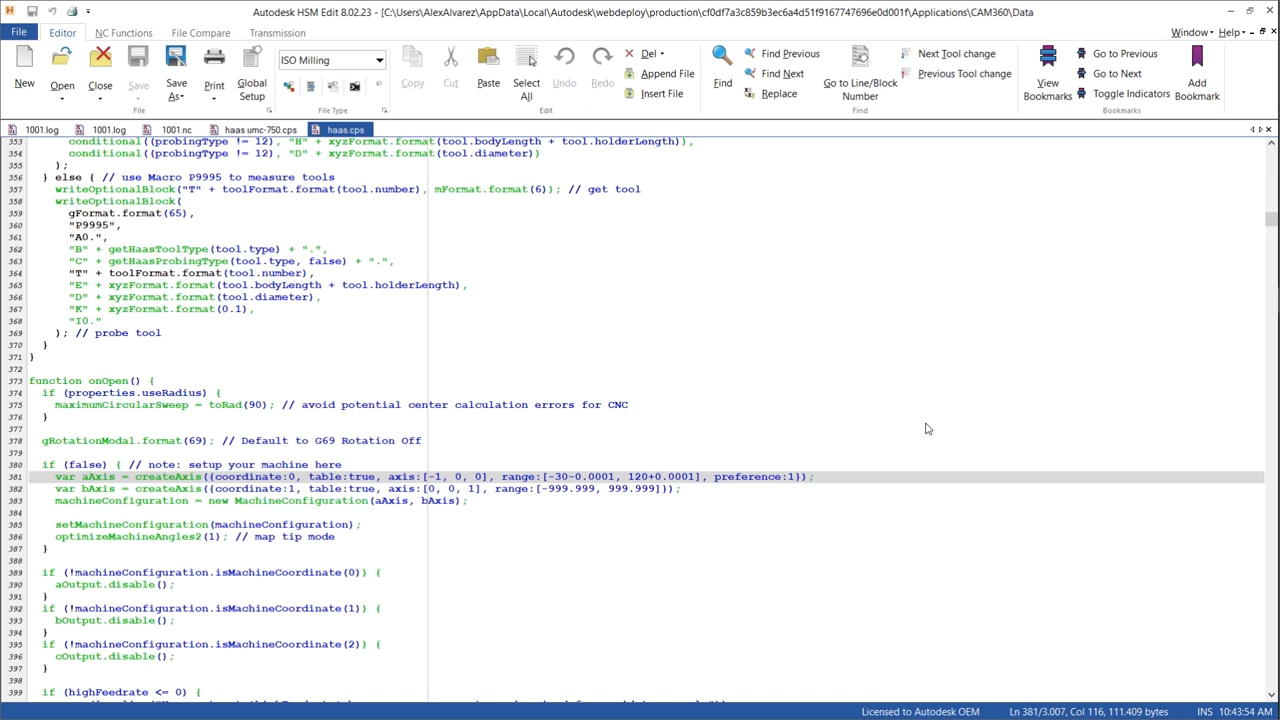 Autodesk HSM Edit 8.02.23 - [C:\Users\AlexAlvarez\AppData\Local\Autodesk\webdeploy\production\cf0df7a3c859b3ec6a4d51f9167747696e0d001f\Applications\CAM360\Data
File Editor NC Functions File Compare Transmission Window Help
New Open Close Save Save As Print Global Setup
ISO Milling
Copy Cut Paste Select All Undo Redo
Del
Append File
Insert File
Find
Find Previous
Find Next
Replace
Go to Line/Block Number
Next Tool change
Previous Tool change
View Bookmarks
Go to Previous
Go to Next
Toggle Indicators
Add Bookmark
File File Type Edit Find Bookmarks
1001.log 1001.log 1001.nc haas umc-750.cps haas.cps
353 conditional((probingType != 12), "H" + xyzFormat.format(tool.bodyLength + tool.holderLength)),
354 conditional((probingType != 12), "D" + xyzFormat.format(tool.diameter))
355 );
356 } else { // use Macro P9995 to measure tools
357 writeOptionalBlock("T" + toolFormat.format(tool.number), mFormat.format(6)); // get tool
358 writeOptionalBlock(
359 gFormat.format(65),
360 "P9995",
361 "A0.",
362 "B" + getHaasToolType(tool.type) + ".",
363 "C" + getHaasProbingType(tool.type, false) + ".",
364 "T" + toolFormat.format(tool.number),
365 "E" + xyzFormat.format(tool.bodyLength + tool.holderLength),
366 "D" + xyzFormat.format(tool.diameter),
367 "K" + xyzFormat.format(0.1),
368 "I0."
369 ); // probe tool
370 }
371 }
372
373 function onOpen() {
374 if (properties.useRadius) {
375 maximumCircularSweep = toRad(90); // avoid potential center calculation errors for CNC
376 }
377
378 gRotationModal.format(69); // Default to G69 Rotation Off
379
380 if (false) { // note: setup your machine here
381 var aAxis = createAxis({coordinate:0, table:true, axis:[-1, 0, 0], range:[-30-0.0001, 120+0.0001], preference:1});
382 var bAxis = createAxis({coordinate:1, table:true, axis:[0, 0, 1], range:[-999.999, 999.999]});
383 machineConfiguration = new MachineConfiguration(aAxis, bAxis);
384
385 setMachineConfiguration(machineConfiguration);
386 optimizeMachineAngles2(1); // map tip mode
387 }
388
389 if (!machineConfiguration.isMachineCoordinate(0)) {
390 aOutput.disable();
391 }
392 if (!machineConfiguration.isMachineCoordinate(1)) {
393 bOutput.disable();
394 }
395 if (!machineConfiguration.isMachineCoordinate(2)) {
396 cOutput.disable();
397 }
398
399 if (highFeedrate <= 0) {
Licensed to Autodesk OEM Ln 381/3.007, Col 116, 111.409 bytes INS 10:43:54 AM